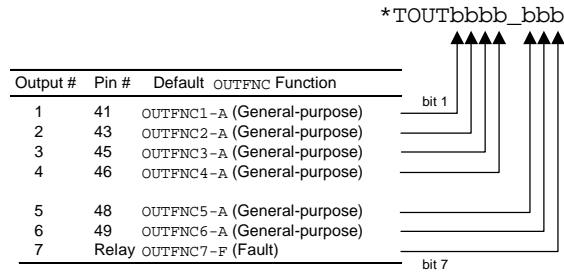 *TOUTbbbb_bbb
Output # Pin # Default OUTFNC Function
bit 1
1 41 OUTFNC1-A (General-purpose)
2 43 OUTFNC2-A (General-purpose)
3 45 OUTFNC3-A (General-purpose)
4 46 OUTFNC4-A (General-purpose)
5 48 OUTFNC5-A (General-purpose)
6 49 OUTFNC6-A (General-purpose)
7 Relay OUTFNC7-F (Fault)
bit 7